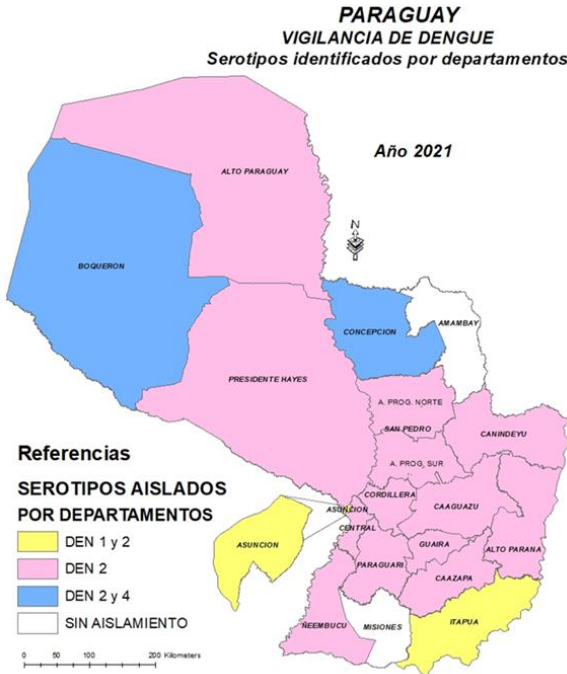 PARAGUAY
VIGILANCIA DE DENGUE
Serotipos identificados por departamentos
Año 2021
ALTO PARAGUAY
N
BOQUERON
CONCEPCION
AMAMBAY
PRESIDENTE HAYES
A. PROG. NORTE
SAN PEDRO
CANINDEYU
A. PROG. SUR
CORDILLERA
ASUNCION
CAAGUAZU
CENTRAL
ASUNCION
GUAIRA
ALTO PARANA
PARAGUARI
CAAZAPA
ÑEEMBUCU
MISIONES
ITAPUA
Referencias
SEROTIPOS AISLADOS
POR DEPARTAMENTOS
DEN 1 y 2
DEN 2
DEN 2 y 4
SIN AISLAMIENTO
0 50 100 200 Kilometers